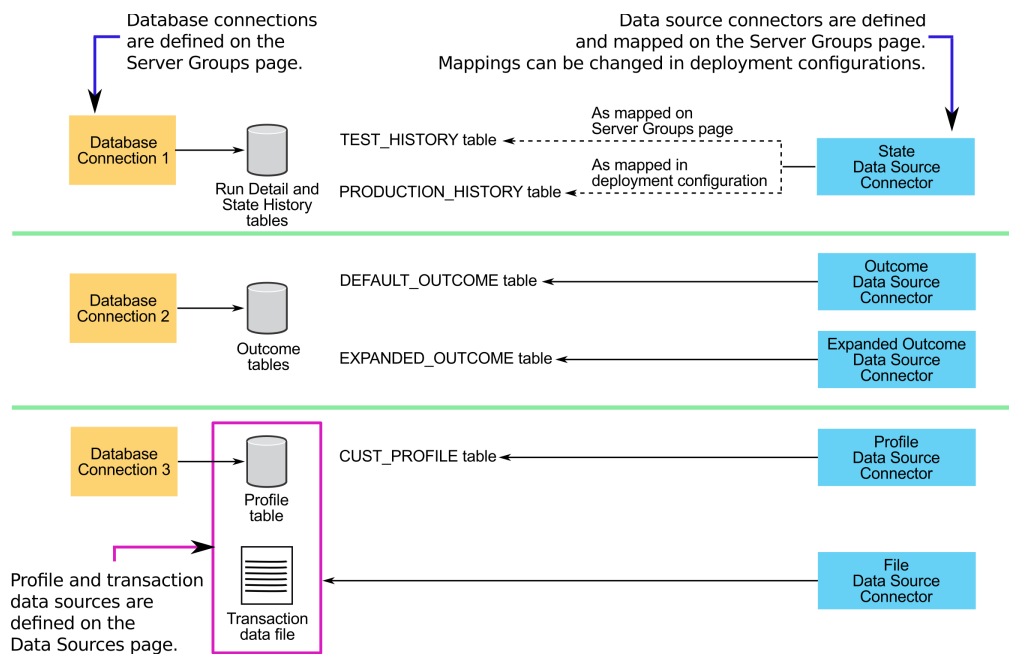 Database connections
are defined on the
Server Groups page.
Data source connectors are defined
and mapped on the Server Groups page.
Mappings can be changed in deployment configurations.
Database
Connection 1
Run Detail and
State History
tables
TEST_HISTORY table
As mapped on
Server Groups page
PRODUCTION_HISTORY table
As mapped in
deployment configuration
State
Data Source
Connector
Database
Connection 2
Outcome
tables
DEFAULT_OUTCOME table
Outcome
Data Source
Connector
EXPANDED_OUTCOME table
Expanded Outcome
Data Source
Connector
Database
Connection 3
Profile
table
CUST_PROFILE table
Profile
Data Source
Connector
Profile and transaction
data sources are
defined on the
Data Sources page.
Transaction
data file
File
Data Source
Connector